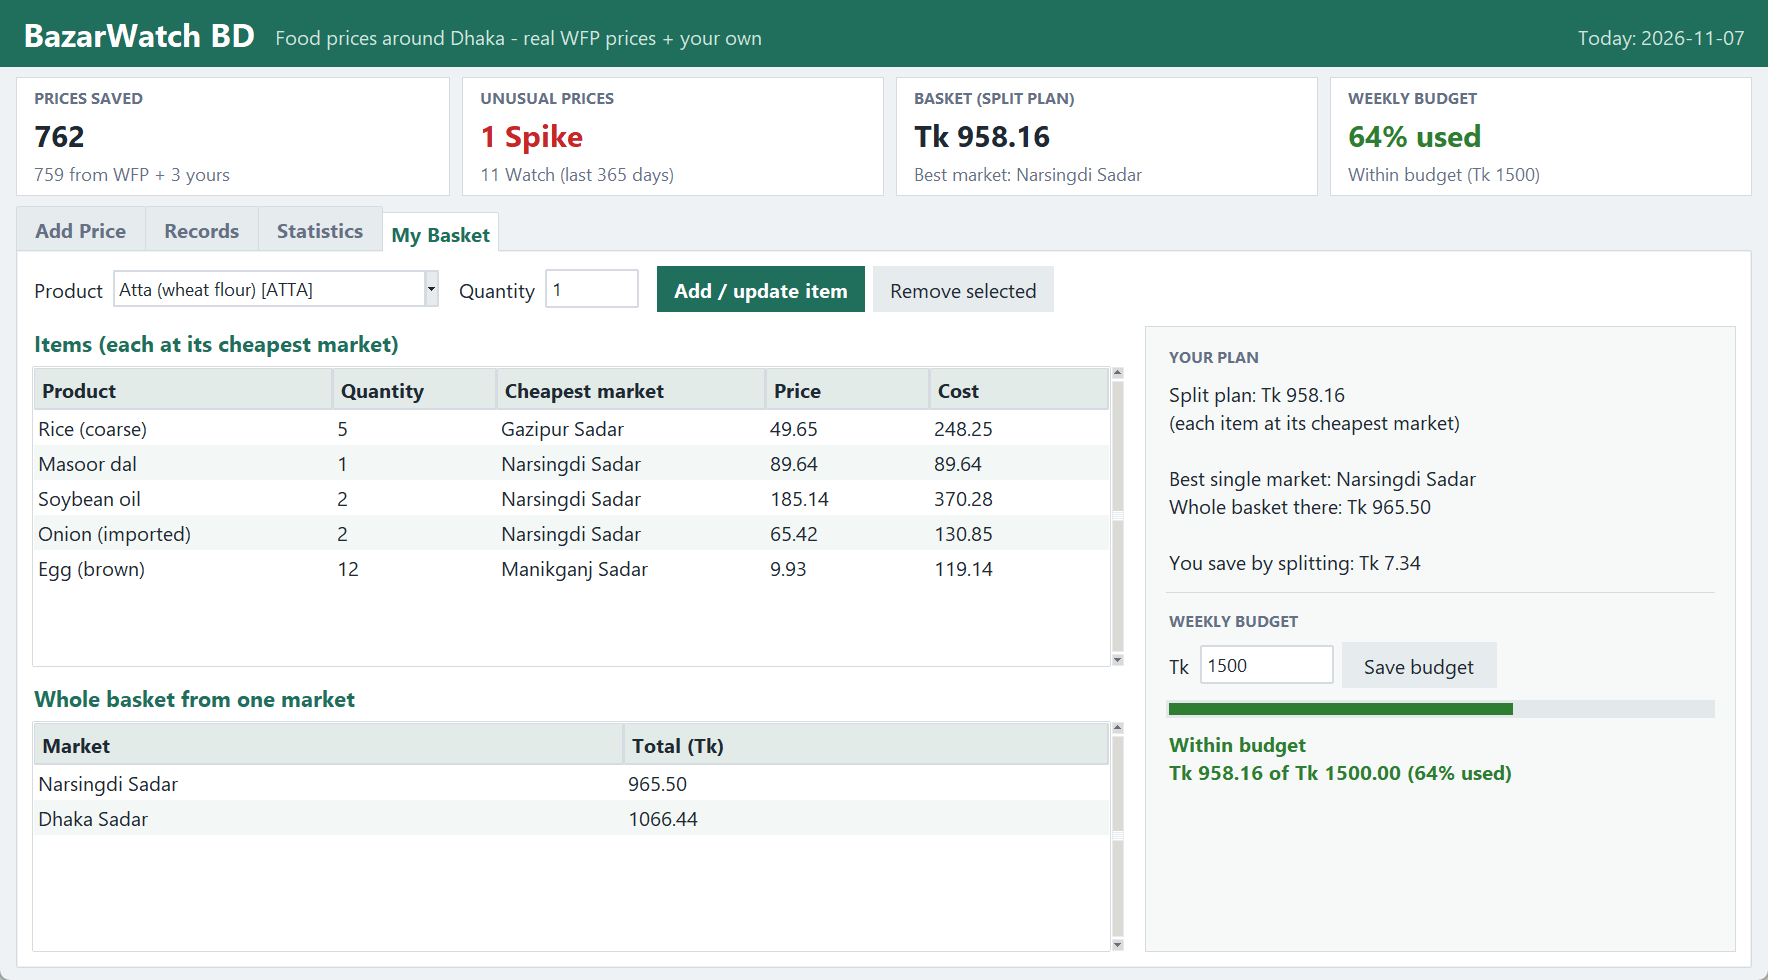 BazarWatch BD Food prices around Dhaka - real WFP prices + your own Today: 2026-11-07
PRICES SAVED
762
759 from WFP + 3 yours
UNUSUAL PRICES
1 Spike
11 Watch (last 365 days)
BASKET (SPLIT PLAN)
Tk 958.16
Best market: Narsingdi Sadar
WEEKLY BUDGET
64% used
Within budget (Tk 1500)
Add Price Records Statistics My Basket
Product Atta (wheat flour) [ATTA] Quantity 1 Add / update item Remove selected
Items (each at its cheapest market)
Product Quantity Cheapest market Price Cost
Rice (coarse) 5 Gazipur Sadar 49.65 248.25
Masoor dal 1 Narsingdi Sadar 89.64 89.64
Soybean oil 2 Narsingdi Sadar 185.14 370.28
Onion (imported) 2 Narsingdi Sadar 65.42 130.85
Egg (brown) 12 Manikganj Sadar 9.93 119.14
Whole basket from one market
Market Total (Tk)
Narsingdi Sadar 965.50
Dhaka Sadar 1066.44
YOUR PLAN
Split plan: Tk 958.16
(each item at its cheapest market)
Best single market: Narsingdi Sadar
Whole basket there: Tk 965.50
You save by splitting: Tk 7.34
WEEKLY BUDGET
Tk 1500 Save budget
Within budget
Tk 958.16 of Tk 1500.00 (64% used)